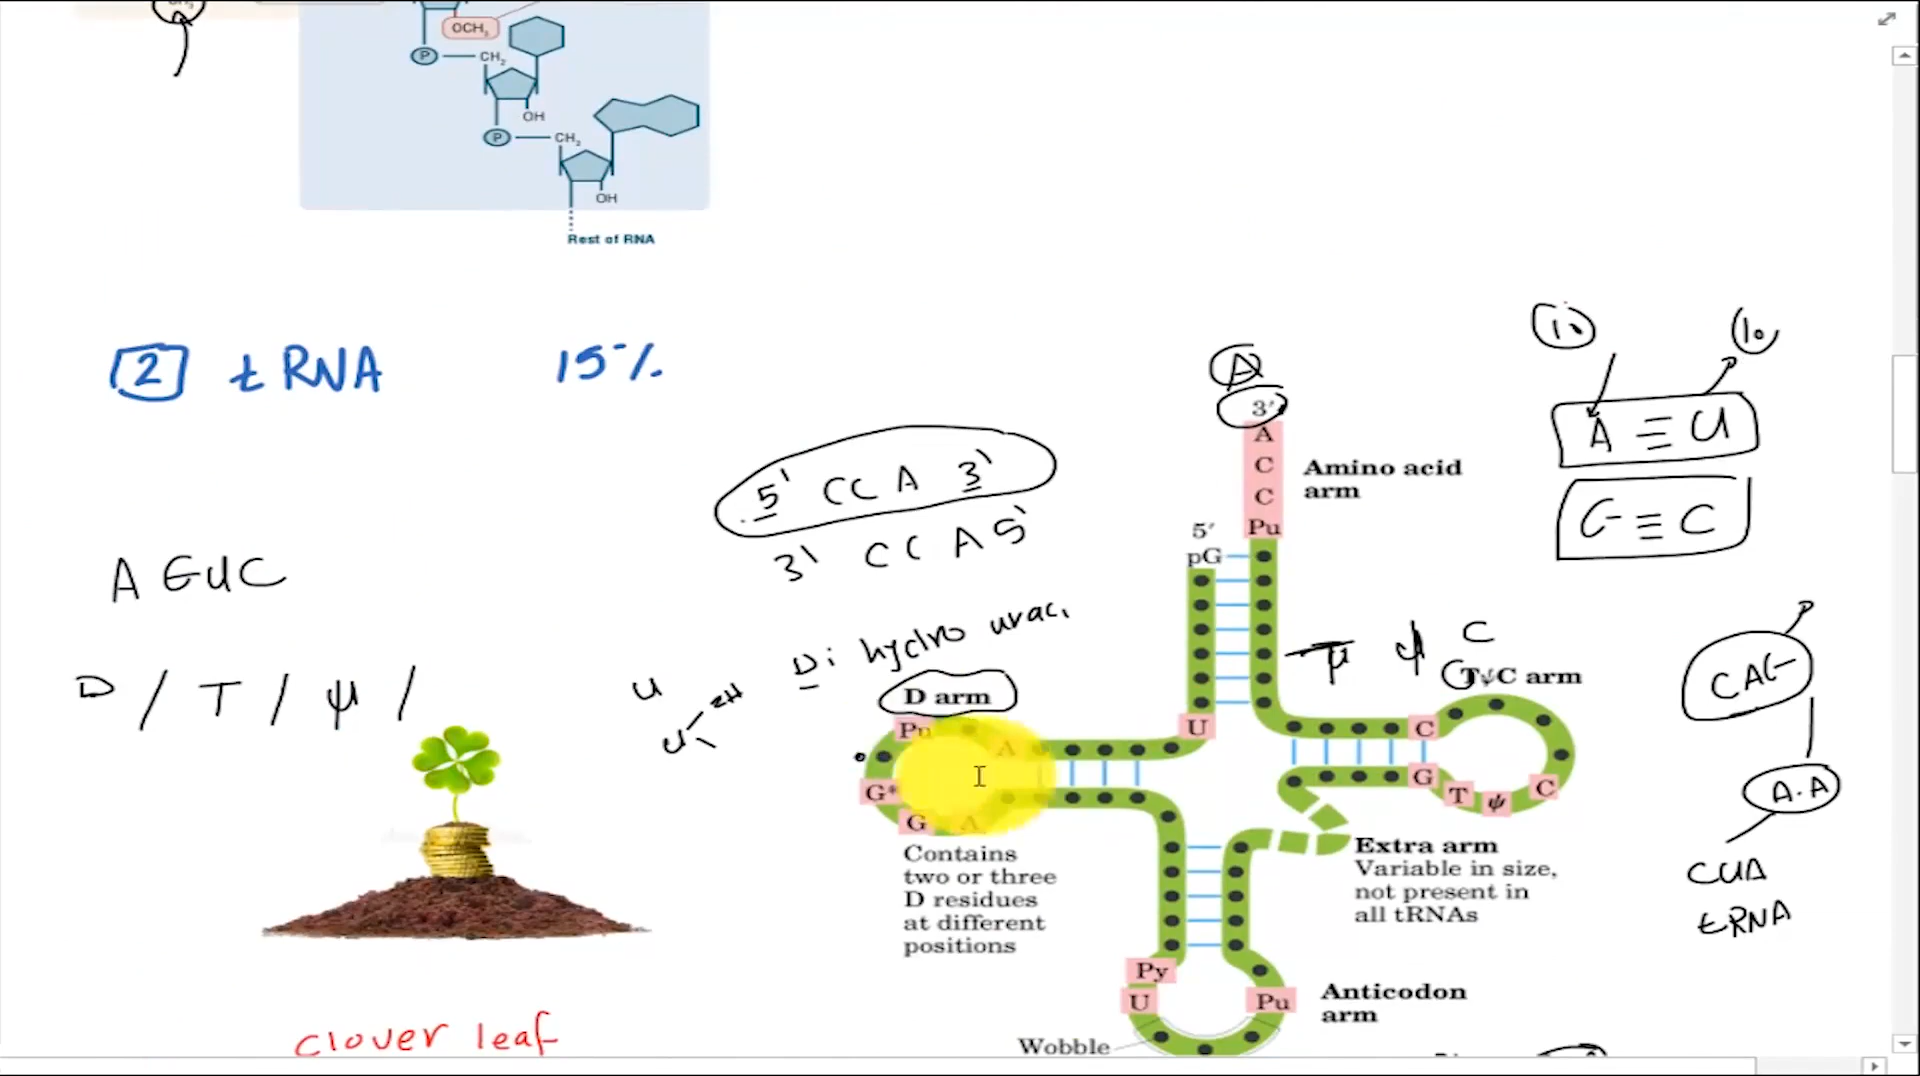 OCH3
P CH2
OH
P CH2
OH
Rest of RNA
2 tRNA 15%
A
3'
A
C
C
Pu
Amino acid
arm
10 10
A ≡ U
G ≡ C
5' CCA 3'
3' CCA 5'
5'
pG
A G U C
D / T / ψ /
U
Di hydro urac
D arm
Pu
A
G*
G A
U
T ψ C
TψC arm
C
G
T ψ C
CAG
A.A
CUA
tRNA
Contains
two or three
D residues
at different
positions
Extra arm
Variable in size,
not present in
all tRNAs
Py
U
Pu
Anticodon
arm
Wobble
clover leaf